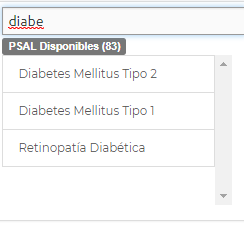 diabe
PSAL Disponibles (83)
Diabetes Mellitus Tipo 2
Diabetes Mellitus Tipo 1
Retinopatía Diabética